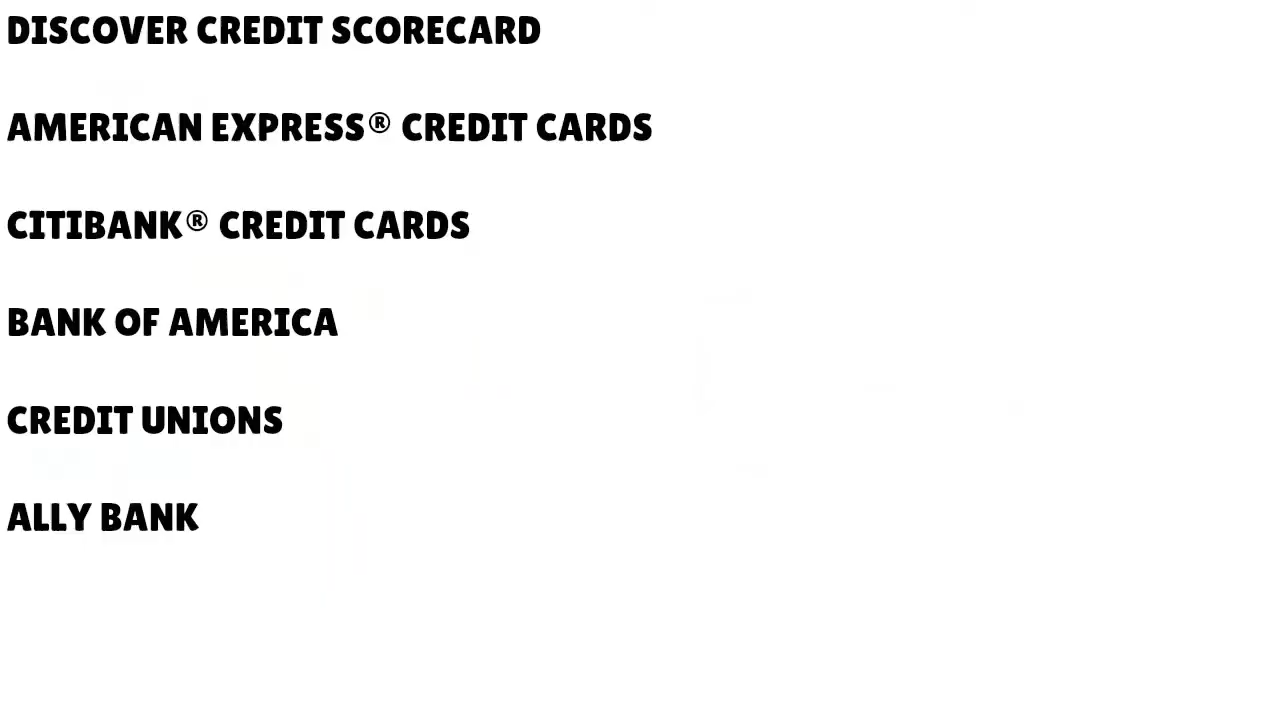 DISCOVER CREDIT SCORECARD
AMERICAN EXPRESS® CREDIT CARDS
CITIBANK® CREDIT CARDS
BANK OF AMERICA
CREDIT UNIONS
ALLY BANK